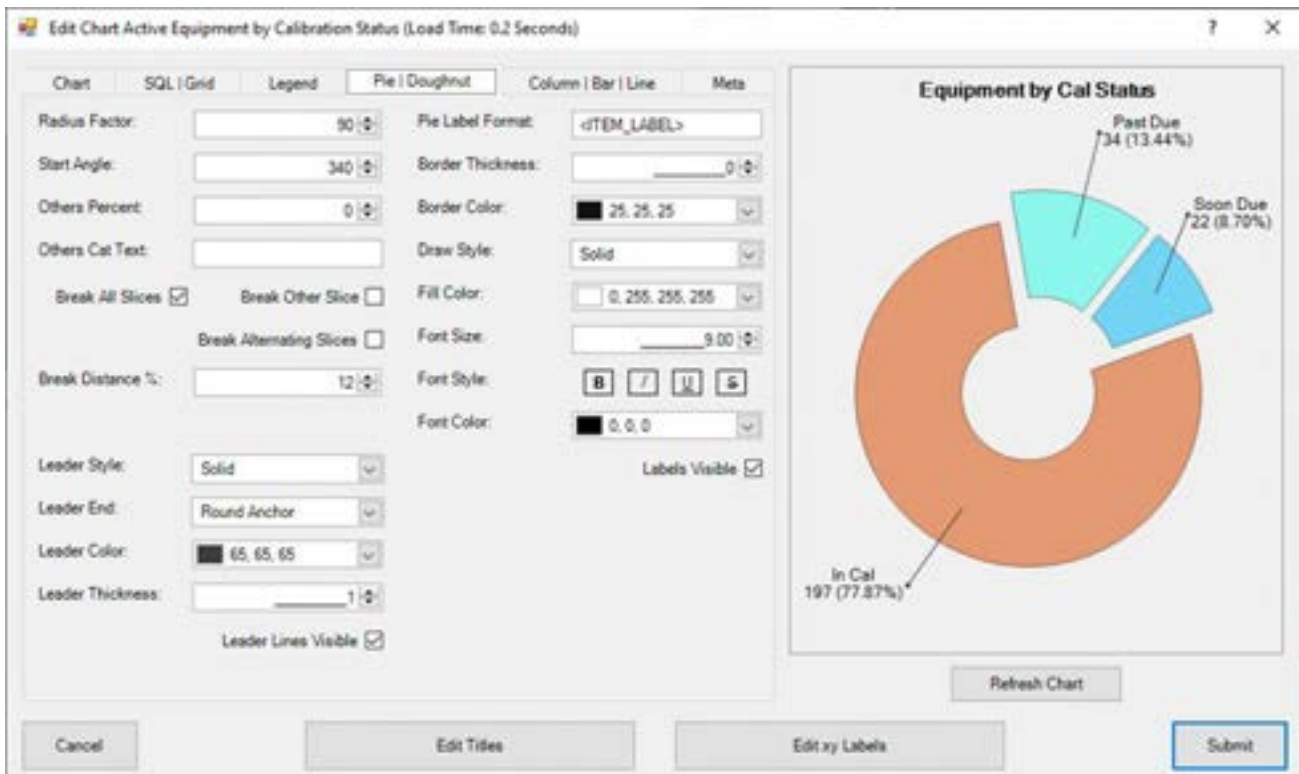 Edit Chart Active Equipment by Calibration Status (Load Time: 0.2 Seconds)
?
Chart
SQL | Grid
Legend
Pie | Doughnut
Column | Bar | Line
Meta
Radius Factor:
90
Start Angle:
340
Others Percent:
0
Others Cat Text:
Break All Slices
Break Other Slice
Break Alternating Slices
Break Distance %:
12
Leader Style:
Solid
Leader End:
Round Anchor
Leader Color:
65, 65, 65
Leader Thickness:
1
Leader Lines Visible
Pie Label Format:
<ITEM_LABEL>
Border Thickness:
0
Border Color:
25, 25, 25
Draw Style:
Solid
Fill Color:
0, 255, 255, 255
Font Size:
9.00
Font Style:
B I U S
Font Color:
0, 0, 0
Labels Visible
Equipment by Cal Status
Past Due
34 (13.44%)
Soon Due
22 (8.70%)
In Cal
197 (77.87%)
Refresh Chart
Cancel
Edit Titles
Edit xy Labels
Submit